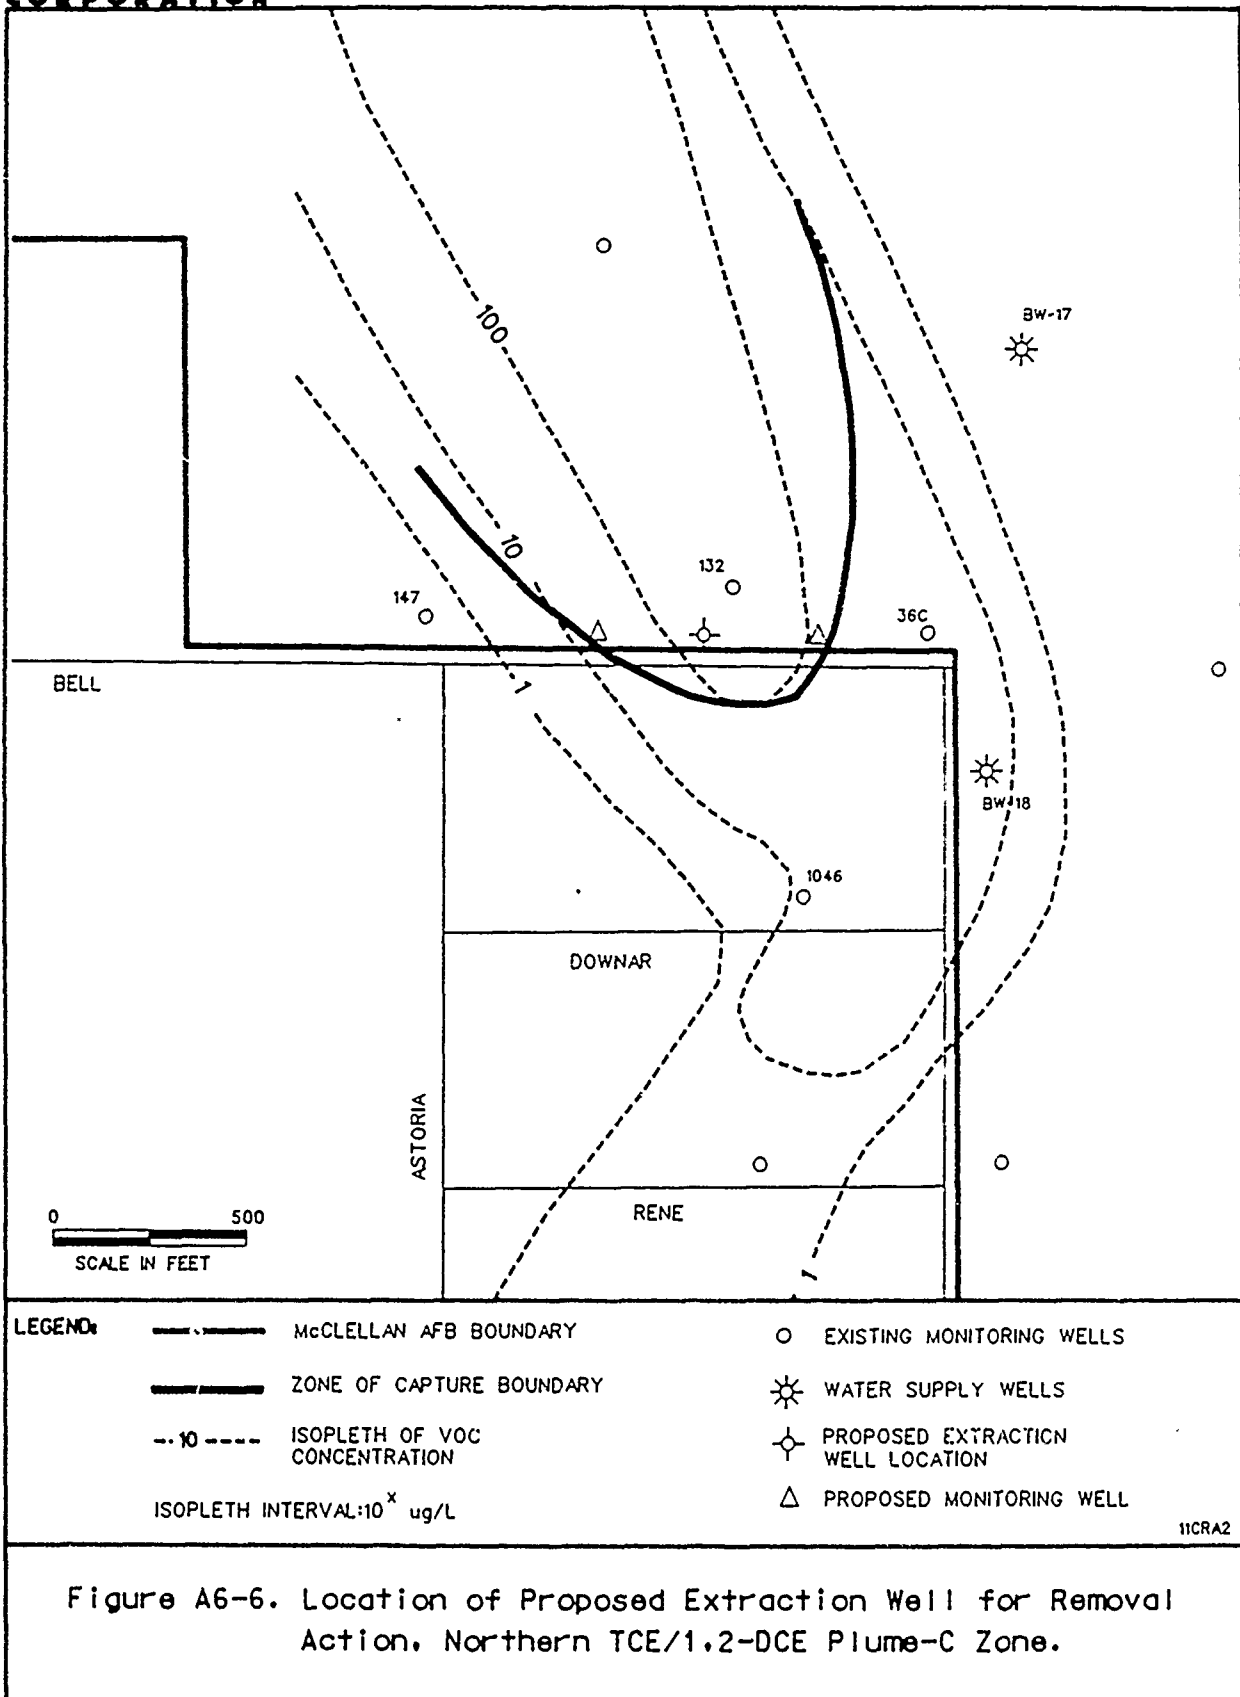 CORPORATION
BW-17
100
10
132
147
36C
BELL
1
BW-18
1046
DOWNAR
ASTORIA
RENE
0 500
SCALE IN FEET
1
LEGEND:
McCLELLAN AFB BOUNDARY
ZONE OF CAPTURE BOUNDARY
10
ISOPLETH OF VOC
CONCENTRATION
ISOPLETH INTERVAL:10^x ug/L
EXISTING MONITORING WELLS
WATER SUPPLY WELLS
PROPOSED EXTRACTION
WELL LOCATION
PROPOSED MONITORING WELL
11CRA2
Figure A6-6. Location of Proposed Extraction Well for Removal
Action, Northern TCE/1,2-DCE Plume-C Zone.